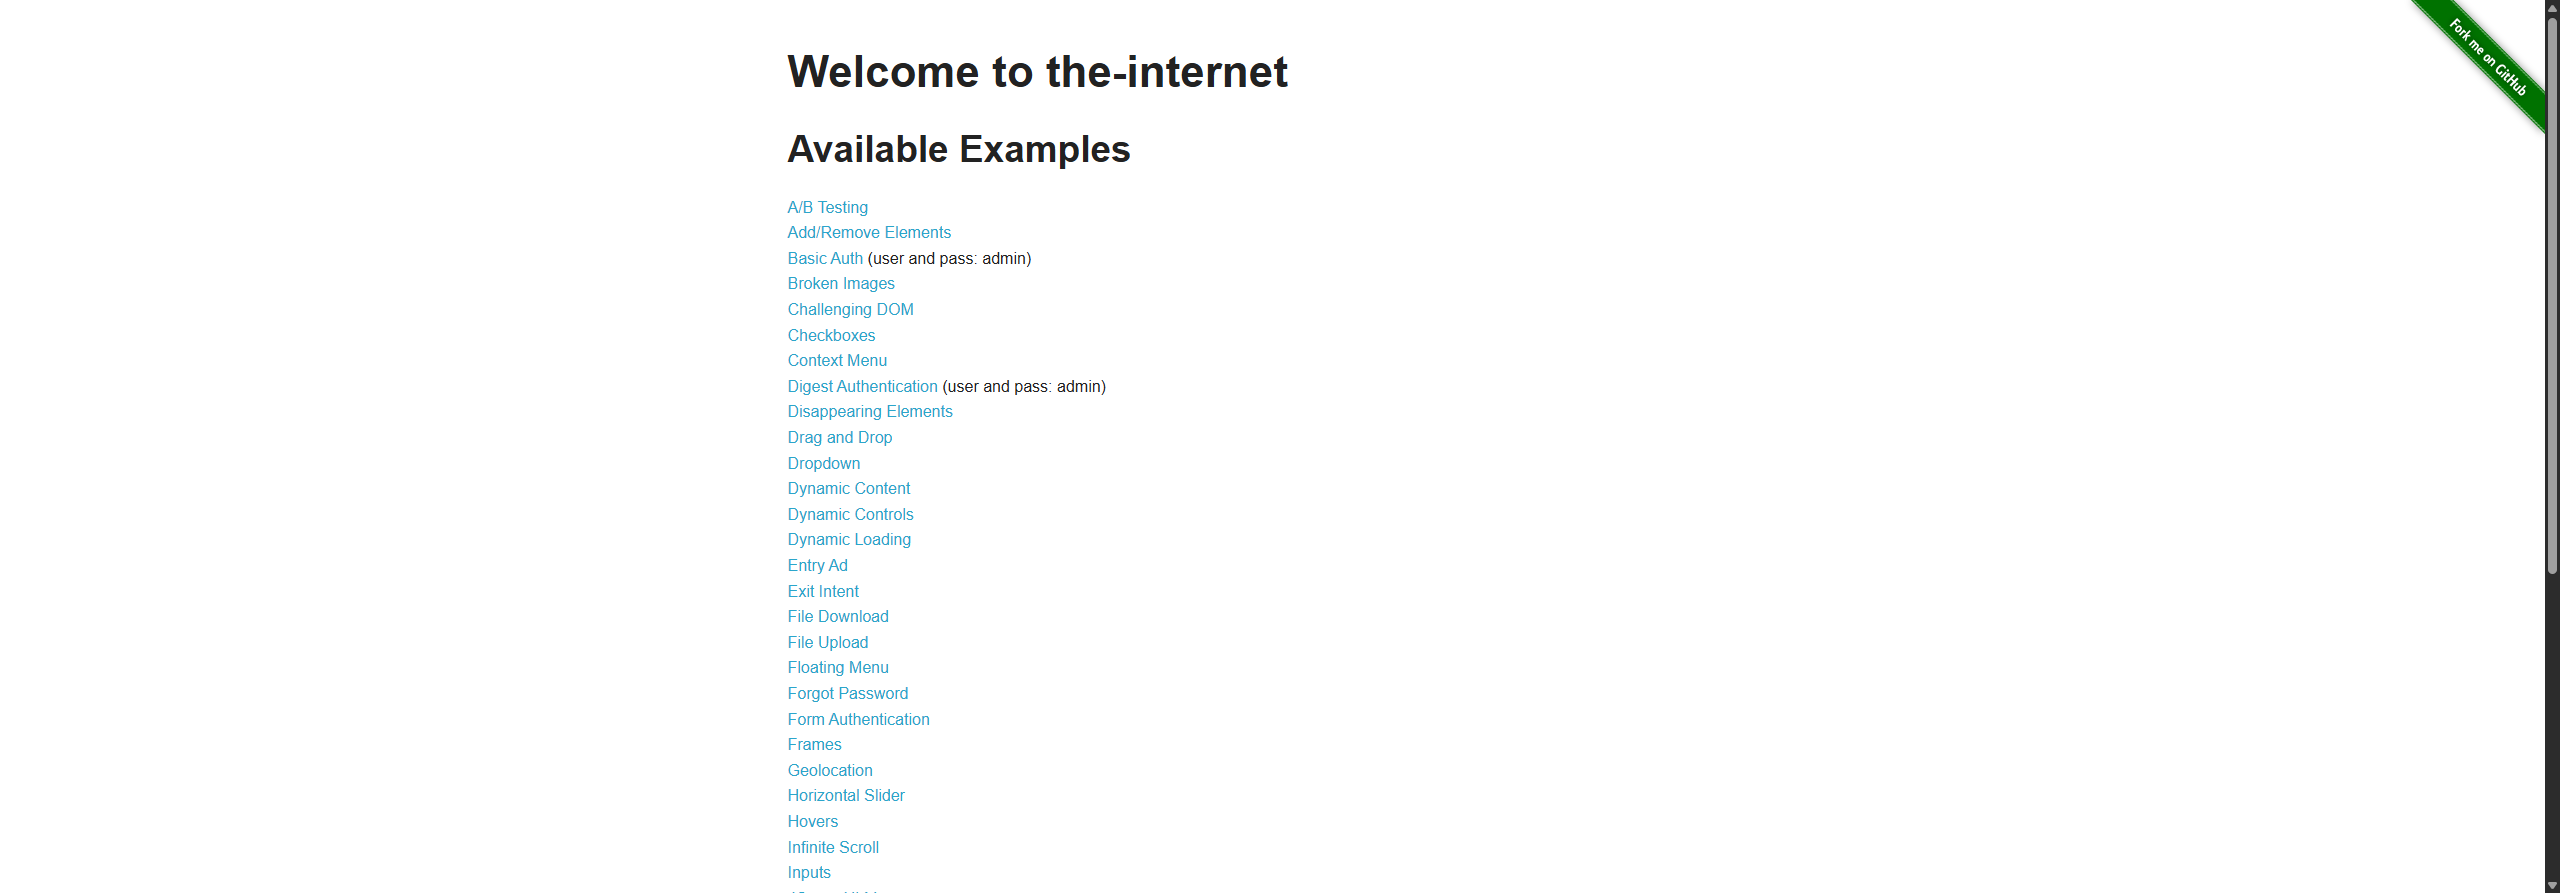 Fork me on GitHub
Welcome to the-internet
Available Examples
A/B Testing
Add/Remove Elements
Basic Auth (user and pass: admin)
Broken Images
Challenging DOM
Checkboxes
Context Menu
Digest Authentication (user and pass: admin)
Disappearing Elements
Drag and Drop
Dropdown
Dynamic Content
Dynamic Controls
Dynamic Loading
Entry Ad
Exit Intent
File Download
File Upload
Floating Menu
Forgot Password
Form Authentication
Frames
Geolocation
Horizontal Slider
Hovers
Infinite Scroll
Inputs